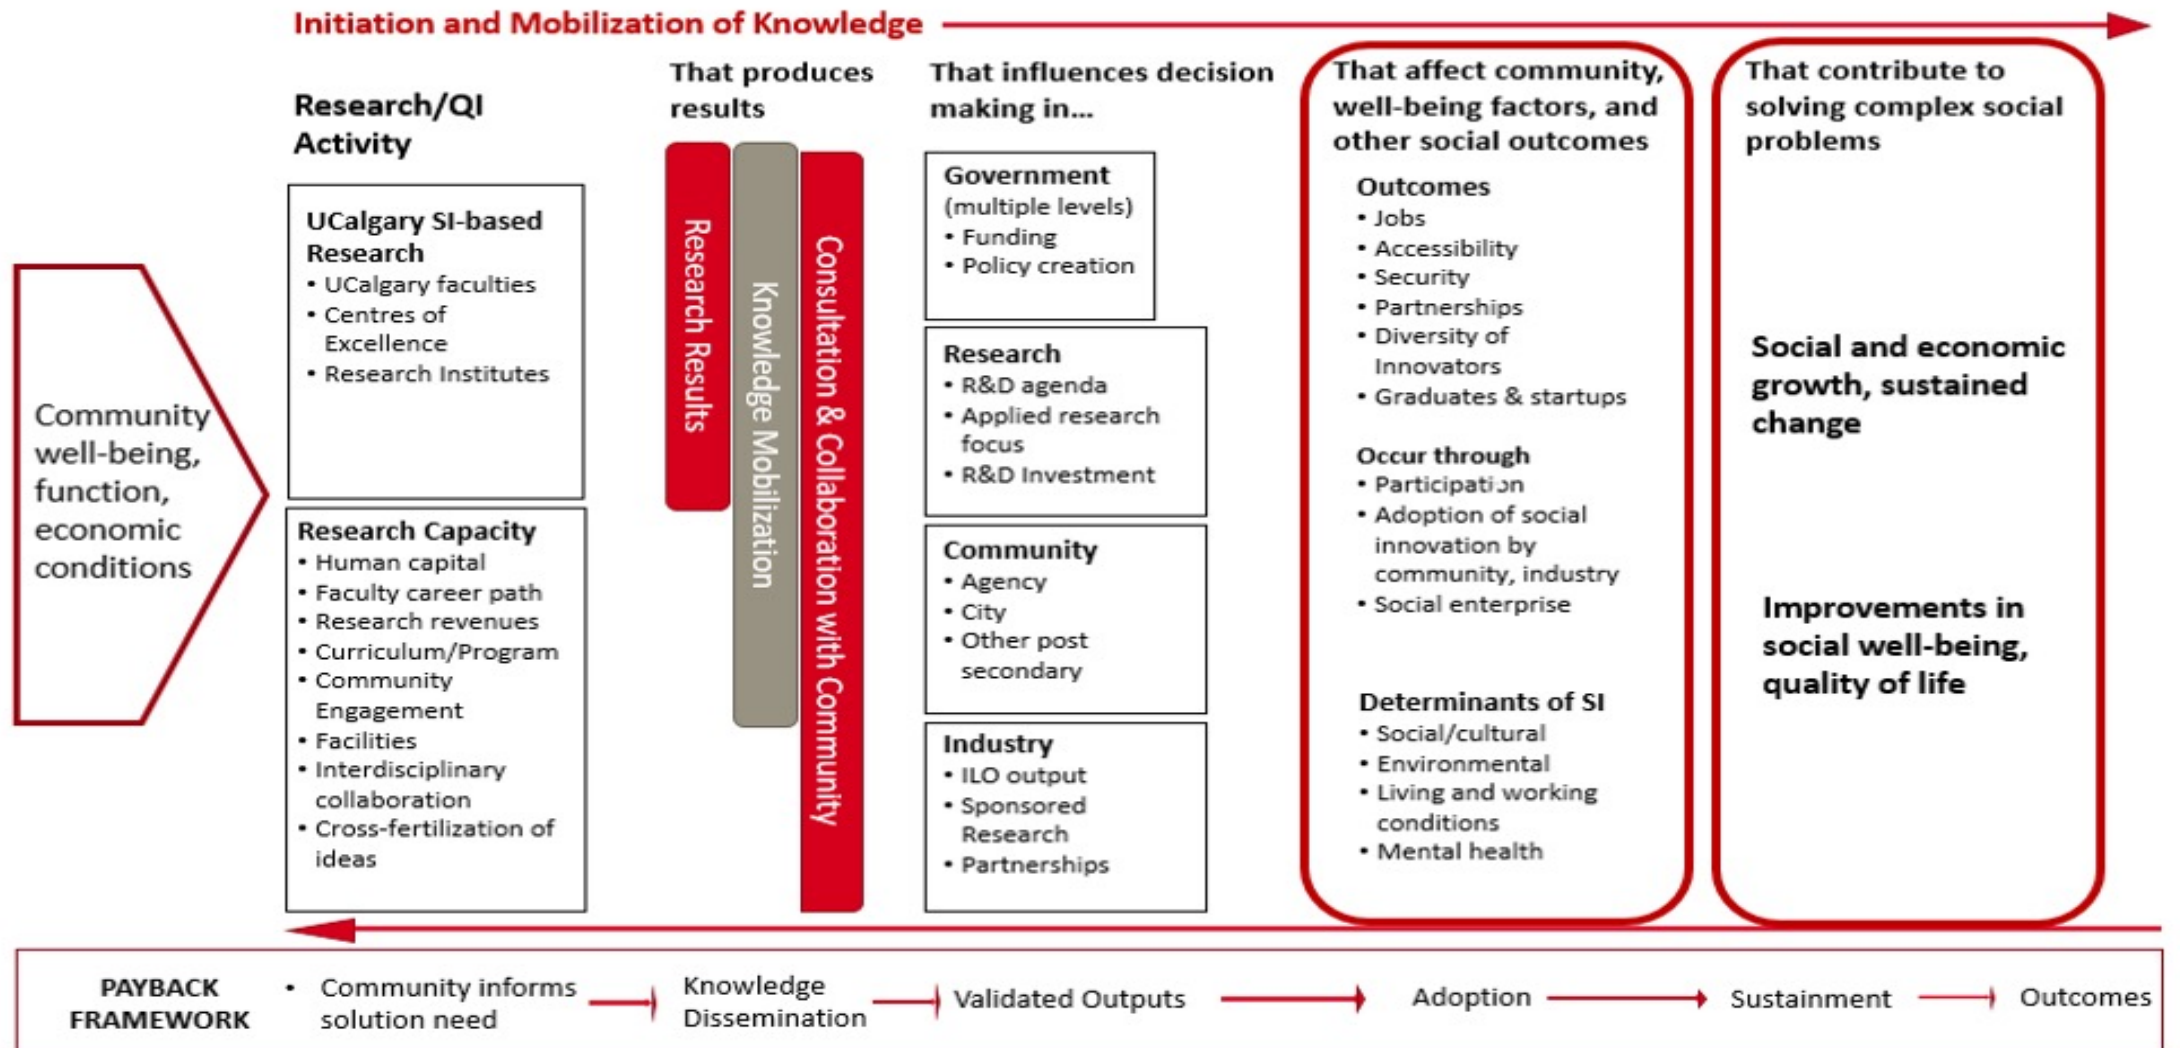 Initiation and Mobilization of Knowledge
Community
well-being,
function,
economic
conditions
Research/QI
Activity
UCalgary SI-based
Research
• UCalgary faculties
• Centres of
Excellence
• Research Institutes
Research Capacity
• Human capital
• Faculty career path
• Research revenues
• Curriculum/Program
• Community
Engagement
• Facilities
• Interdisciplinary
collaboration
• Cross-fertilization of
ideas
That produces
results
Research Results
Knowledge Mobilization
Consultation & Collaboration with Community
That influences decision
making in...
Government
(multiple levels)
• Funding
• Policy creation
Research
• R&D agenda
• Applied research
focus
• R&D Investment
Community
• Agency
• City
• Other post
secondary
Industry
• ILO output
• Sponsored
Research
• Partnerships
That affect community,
well-being factors, and
other social outcomes
Outcomes
• Jobs
• Accessibility
• Security
• Partnerships
• Diversity of
Innovators
• Graduates & startups
Occur through
• Participation
• Adoption of social
innovation by
community, industry
• Social enterprise
Determinants of SI
• Social/cultural
• Environmental
• Living and working
conditions
• Mental health
That contribute to
solving complex social
problems
Social and economic
growth, sustained
change
Improvements in
social well-being,
quality of life
PAYBACK
FRAMEWORK
• Community informs
solution need
Knowledge
Dissemination
Validated Outputs
Adoption
Sustainment
Outcomes